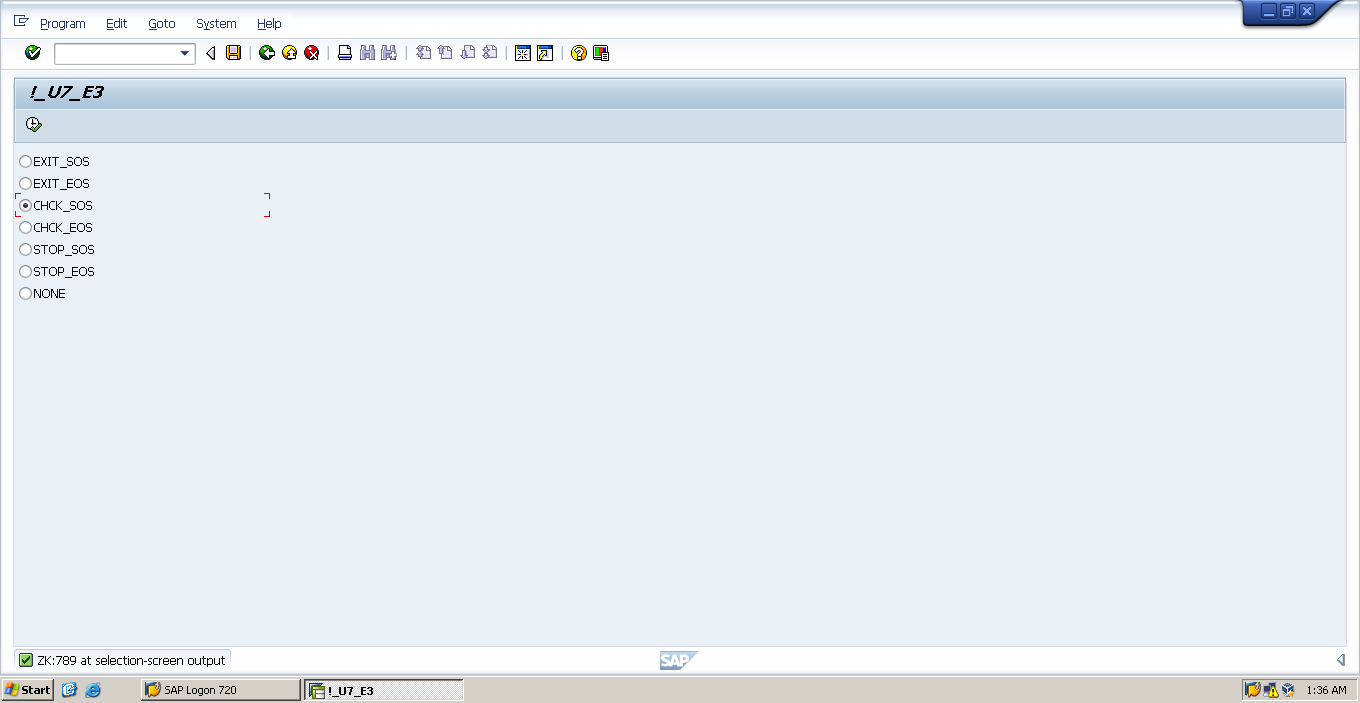 Program Edit Goto System Help
!_U7_E3
EXIT_SOS
EXIT_EOS
CHCK_SOS
CHCK_EOS
STOP_SOS
STOP_EOS
NONE
ZK:789 at selection-screen output
SAP
Start SAP Logon 720 !_U7_E3 1:36 AM